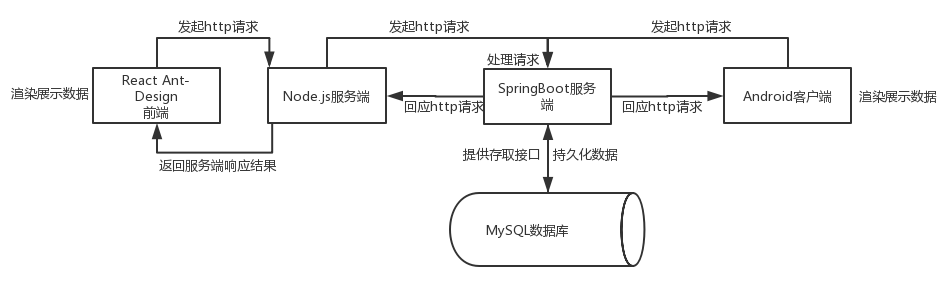 发起http请求
发起http请求
发起http请求
处理请求
渲染展示数据
React Ant-
Design
前端
Node.js服务端
回应http请求
SpringBoot服务
端
回应http请求
Android客户端
渲染展示数据
返回服务端响应结果
提供存取接口
持久化数据
MySQL数据库